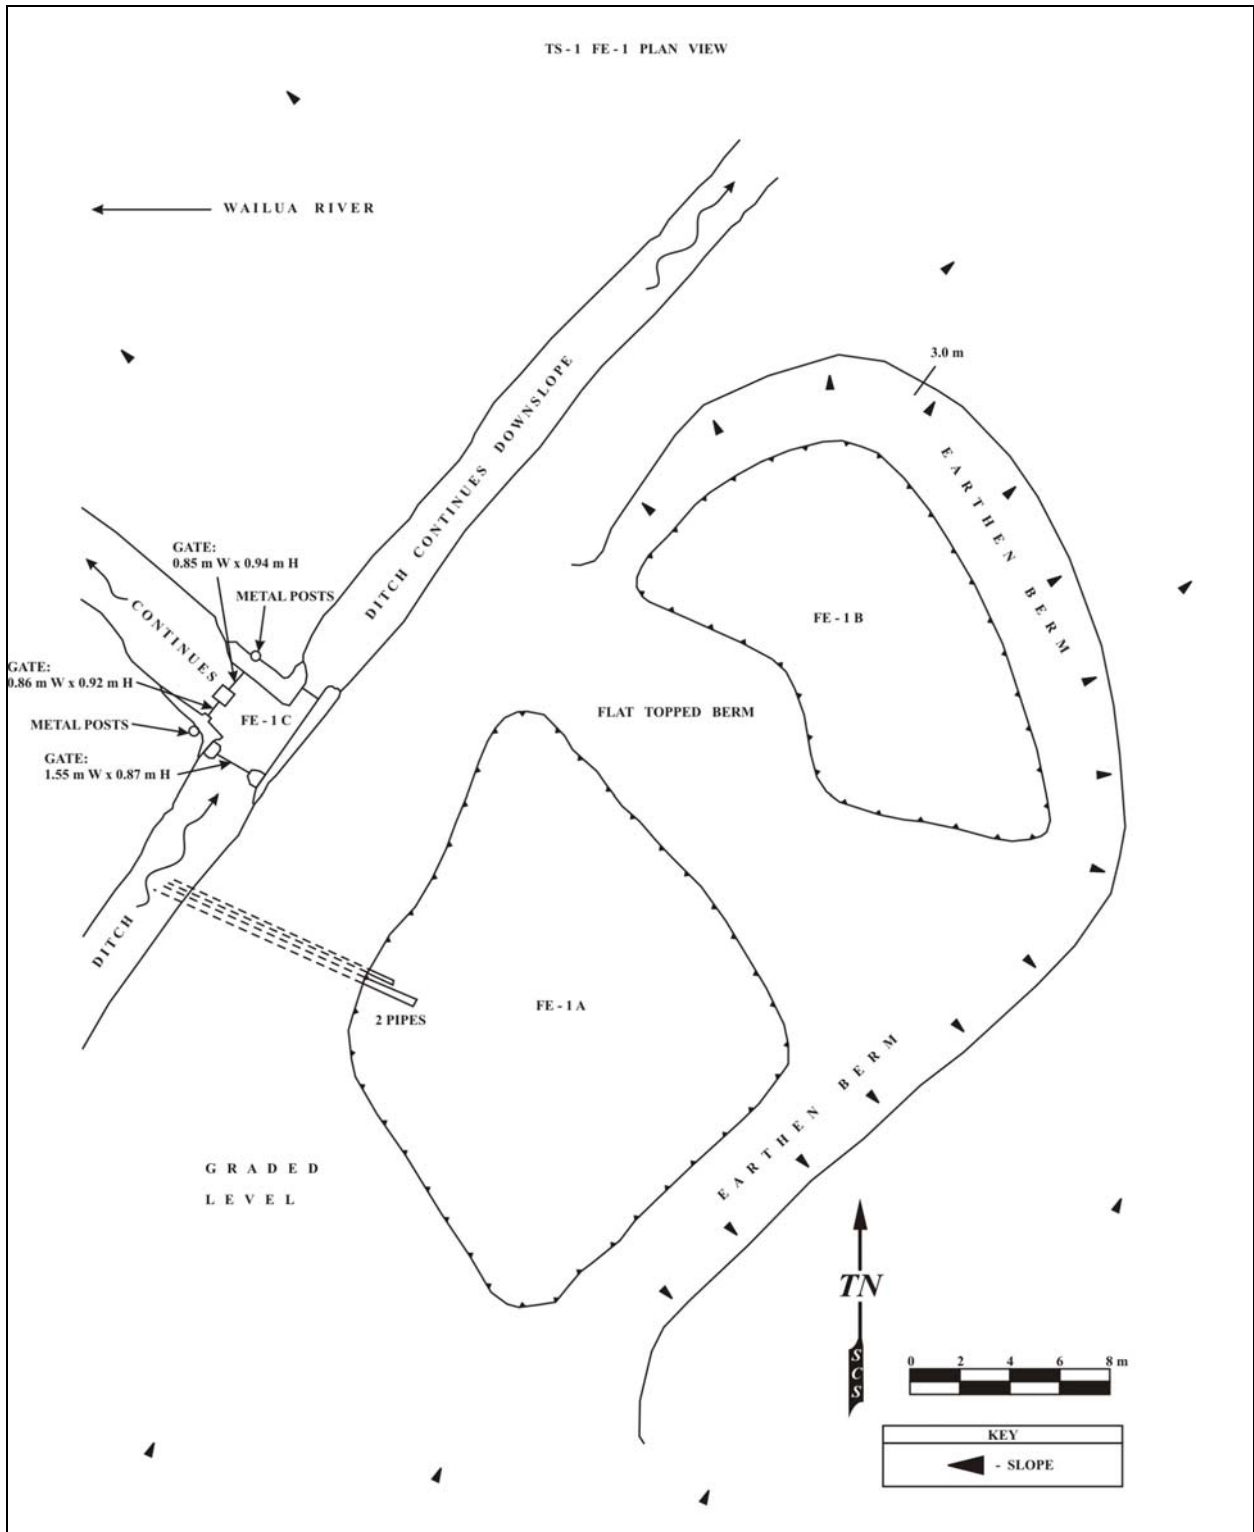 TS - 1 FE - 1 PLAN VIEW
WAILUA RIVER
3.0 m
EARTHEN BERM
DITCH CONTINUES DOWNSLOPE
GATE:
0.85 m W x 0.94 m H
METAL POSTS
CONTINUES
FE - 1 B
GATE:
0.86 m W x 0.92 m H
FE - 1 C
METAL POSTS
FLAT TOPPED BERM
GATE:
1.55 m W x 0.87 m H
DITCH
FE - 1 A
2 PIPES
EARTHEN BERM
GRADED
LEVEL
TN
SCS
0 2 4 6 8 m
KEY
- SLOPE